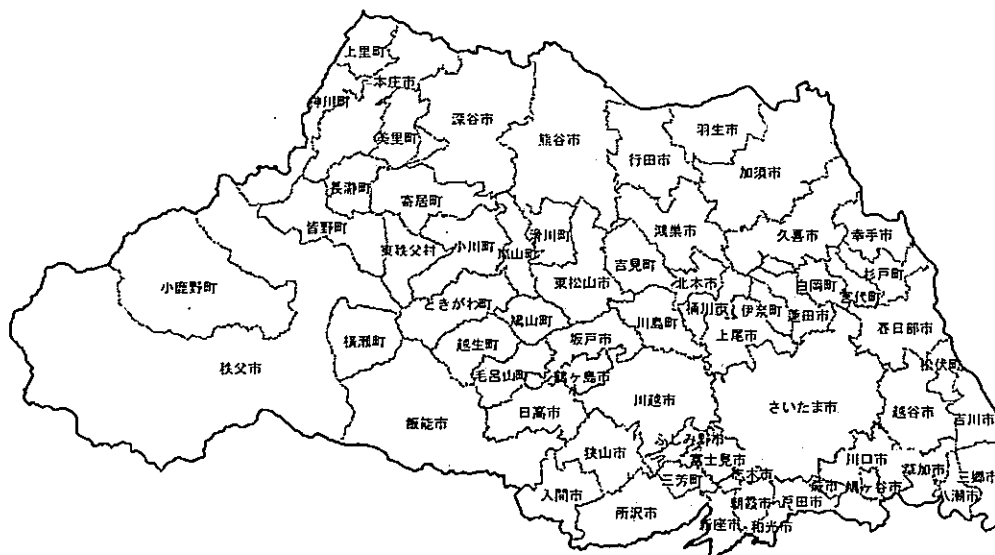 上里町
本庄市
神川町
美里町
深谷市
熊谷市
行田市
羽生市
加須市
長瀞町
寄居町
皆野町
東秩父村
小川町
嵐山町
滑川町
吉見町
鴻巣市
久喜市
幸手市
杉戸町
小鹿野町
東松山市
北本市
白岡町
宮代町
ときがわ町
鳩山町
川島町
桶川市
伊奈町
蓮田市
春日部市
横瀬町
越生町
坂戸市
上尾市
松伏町
秩父市
毛呂山町
鶴ヶ島市
川越市
さいたま市
越谷市
吉川市
飯能市
日高市
狭山市
ふじみ野市
富士見市
川口市
草加市
三郷市
入間市
三芳町
志木市
蕨市
鳩ヶ谷市
八潮市
所沢市
朝霞市
戸田市
新座市
和光市